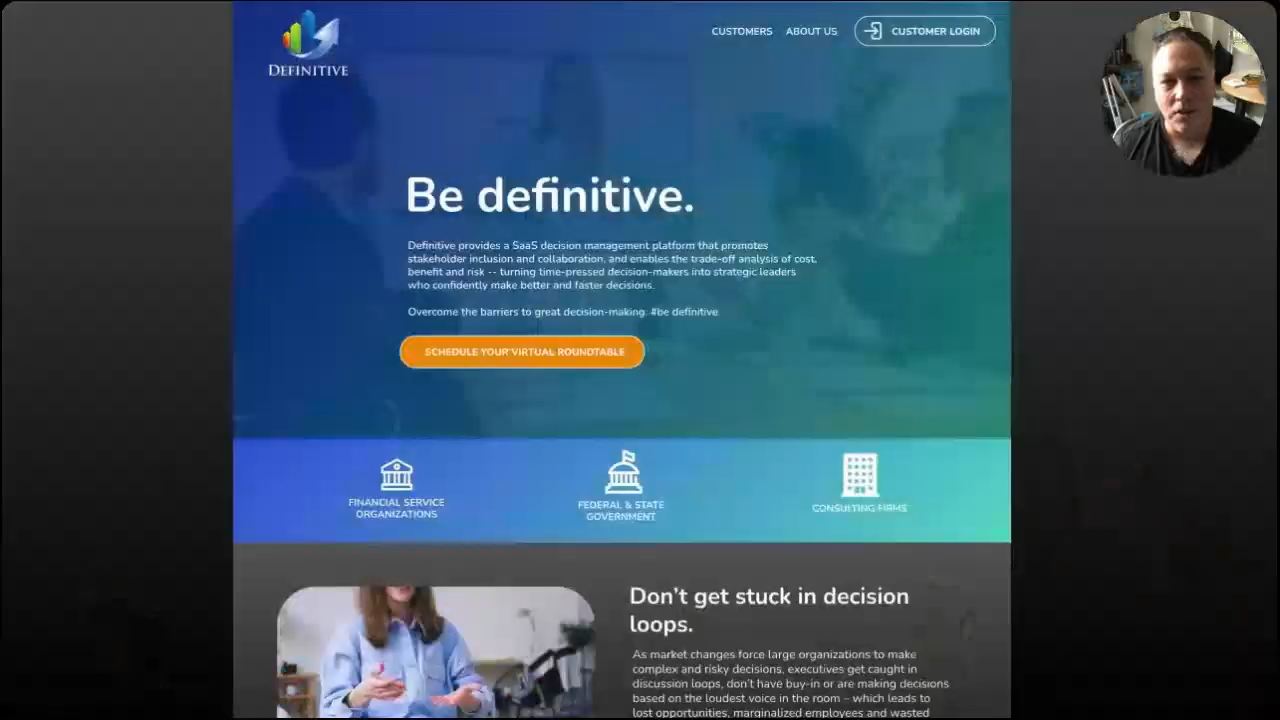 CUSTOMERS ABOUT US CUSTOMER LOGIN
DEFINITIVE
Be definitive.
Definitive provides a SaaS decision management platform that promotes
stakeholder inclusion and collaboration, and enables the trade-off analysis of cost,
benefit and risk -- turning time-pressed decision-makers into strategic leaders
who confidently make better and faster decisions.
Overcome the barriers to great decision-making. #be definitive
SCHEDULE YOUR VIRTUAL ROUNDTABLE
FINANCIAL SERVICE
ORGANIZATIONS
FEDERAL & STATE
GOVERNMENT
CONSULTING FIRMS
Don't get stuck in decision
loops.
As market changes force large organizations to make
complex and risky decisions, executives get caught in
discussion loops, don't have buy-in or are making decisions
based on the loudest voice in the room – which leads to
lost opportunities, marginalized employees and wasted